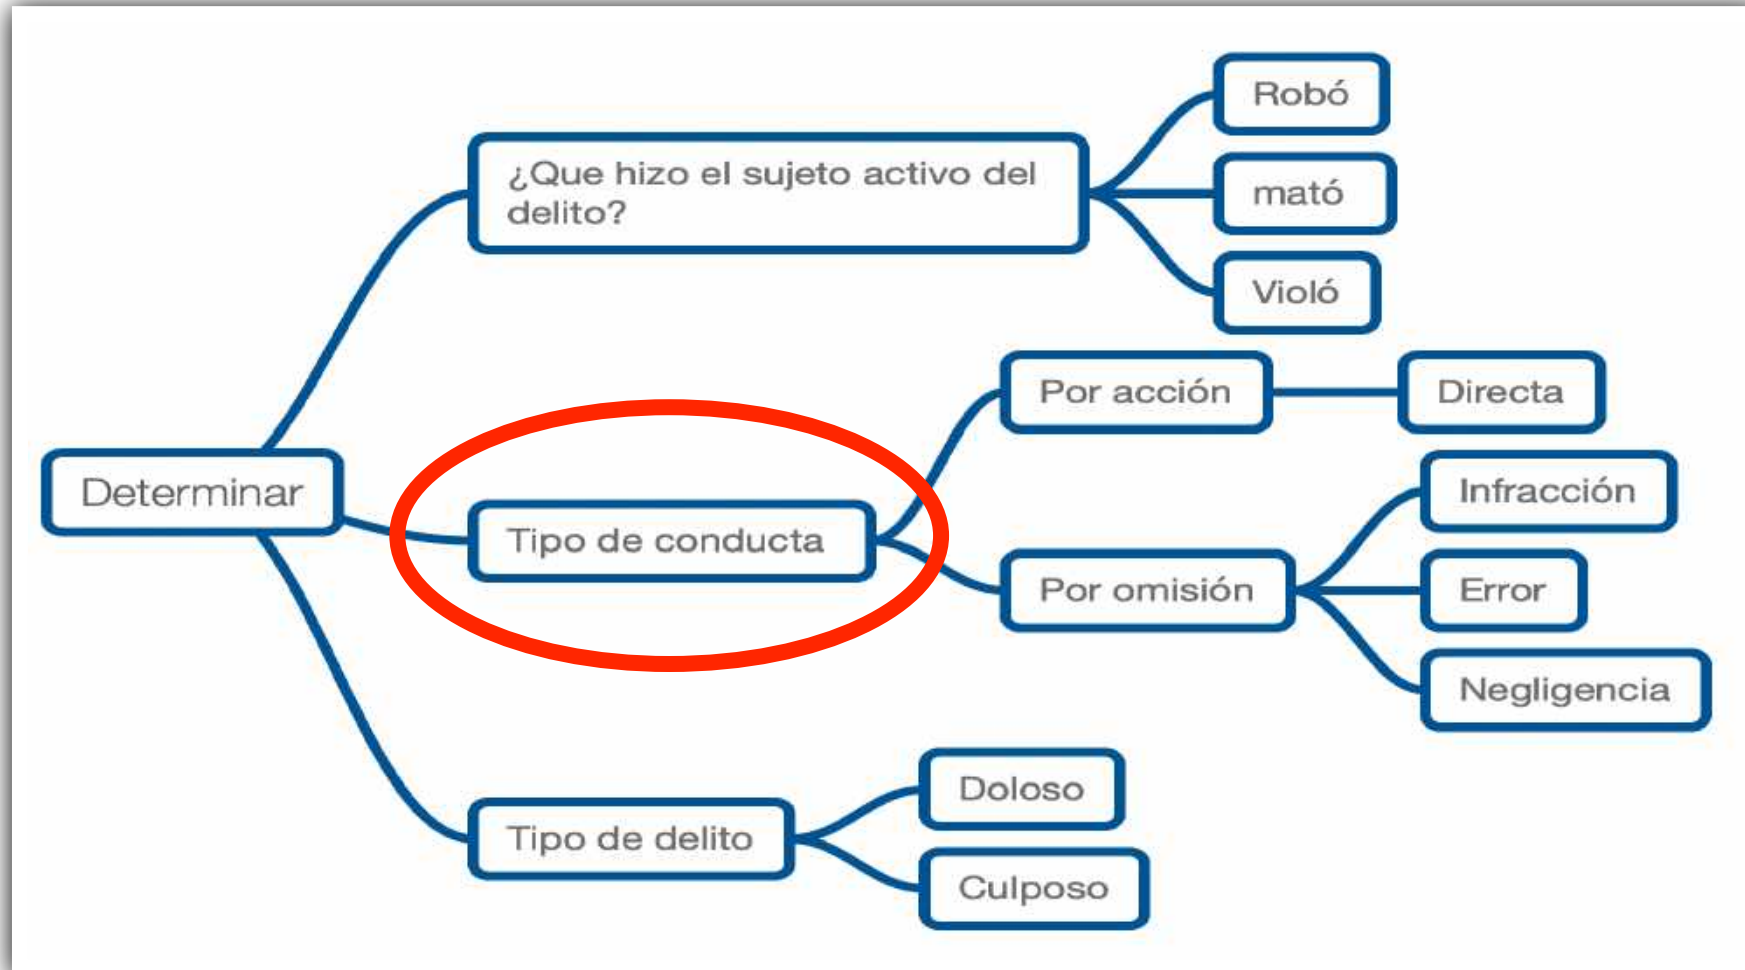 Determinar
¿Que hizo el sujeto activo del
delito?
Robó
mató
Violó
Tipo de conducta
Por acción
Directa
Por omisión
Infracción
Error
Negligencia
Tipo de delito
Doloso
Culposo